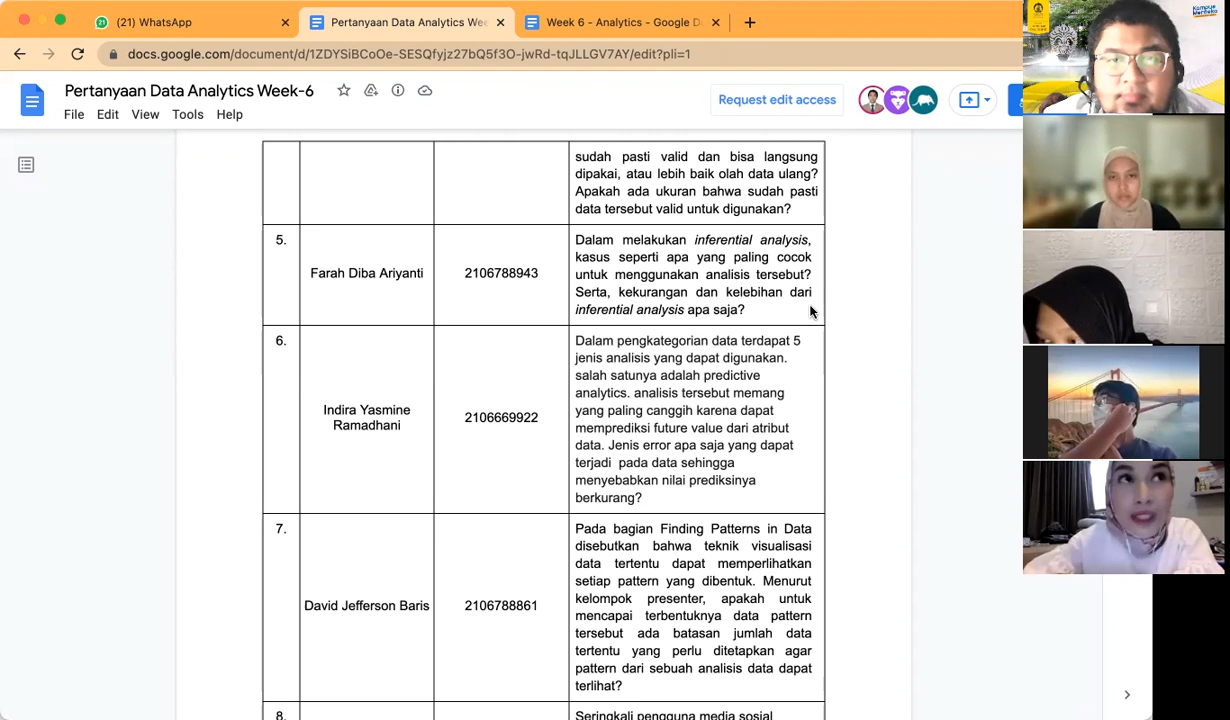 (21) WhatsApp
Pertanyaan Data Analytics Wee
Week 6 - Analytics - Google D
docs.google.com/document/d/1ZDYSiBCoOe-SESQfyjz27bQ5f3O-jwRd-tqJLLGV7AY/edit?pli=1
Pertanyaan Data Analytics Week-6
File Edit View Tools Help
Request edit access
sudah pasti valid dan bisa langsung
dipakai, atau lebih baik olah data ulang?
Apakah ada ukuran bahwa sudah pasti
data tersebut valid untuk digunakan?
5.
Farah Diba Ariyanti
2106788943
Dalam melakukan inferential analysis,
kasus seperti apa yang paling cocok
untuk menggunakan analisis tersebut?
Serta, kekurangan dan kelebihan dari
inferential analysis apa saja?
6.
Indira Yasmine
Ramadhani
2106669922
Dalam pengkategorian data terdapat 5
jenis analisis yang dapat digunakan.
salah satunya adalah predictive
analytics. analisis tersebut memang
yang paling canggih karena dapat
memprediksi future value dari atribut
data. Jenis error apa saja yang dapat
terjadi pada data sehingga
menyebabkan nilai prediksinya
berkurang?
7.
David Jefferson Baris
2106788861
Pada bagian Finding Patterns in Data
disebutkan bahwa teknik visualisasi
data tertentu dapat memperlihatkan
setiap pattern yang dibentuk. Menurut
kelompok presenter, apakah untuk
mencapai terbentuknya data pattern
tersebut ada batasan jumlah data
tertentu yang perlu ditetapkan agar
pattern dari sebuah analisis data dapat
terlihat?
8.
Seringkali pengguna media sosial